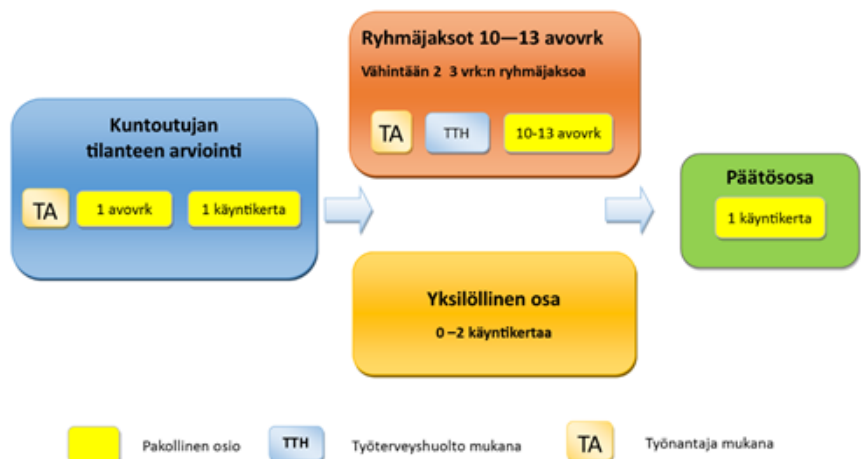 Kuntoutujan
tilanteen arviointi
TA
1 avovrk
1 käyntikerta
Ryhmäjaksot 10—13 avovrk
Vähintään 2 3 vrk:n ryhmäjaksoa
TA
TTH
10-13 avovrk
Yksilöllinen osa
0 –2 käyntikertaa
Päätösosa
1 käyntikerta
Pakollinen osio
TTH
Työterveyshuolto mukana
TA
Työnantaja mukana